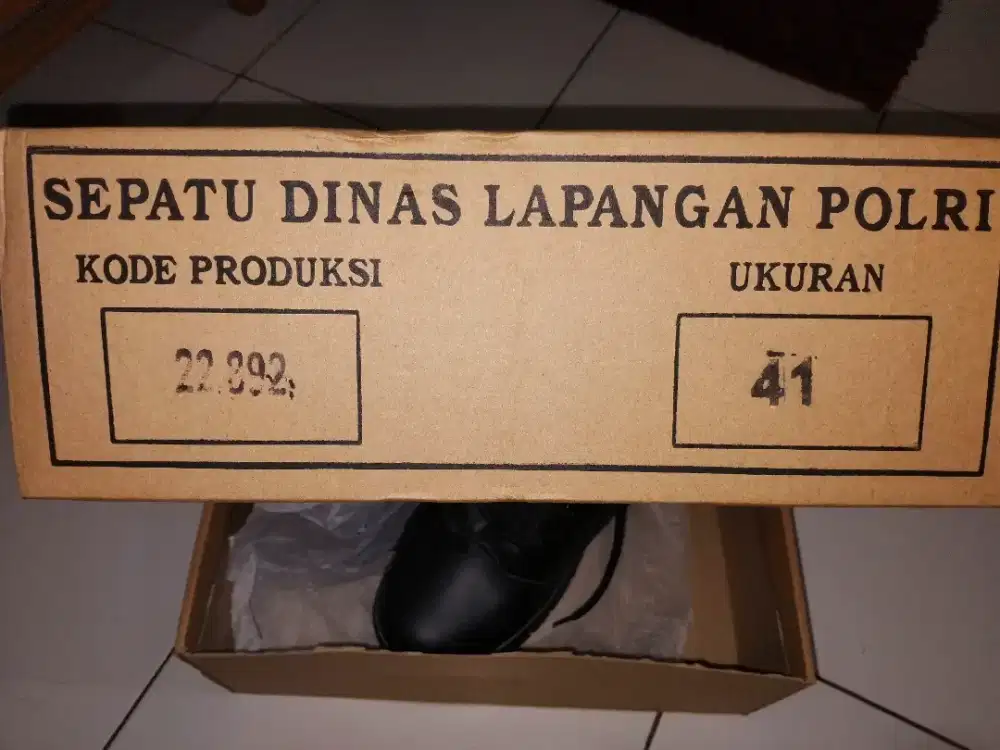 SEPATU DINAS LAPANGAN POLRI
KODE PRODUKSI
UKURAN
22.892,
41